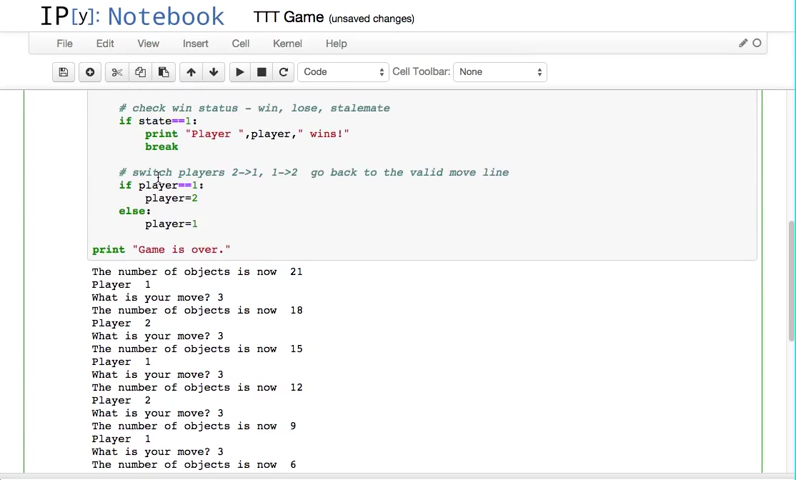 IP[y]: Notebook TTT Game (unsaved changes)
File Edit View Insert Cell Kernel Help
Code Cell Toolbar: None
# check win status - win, lose, stalemate
if state==1:
print "Player ",player," wins!"
break
# switch players 2->1, 1->2  go back to the valid move line
if player==1:
player=2
else:
player=1
print "Game is over."
The number of objects is now  21
Player  1
What is your move? 3
The number of objects is now  18
Player  2
What is your move? 3
The number of objects is now  15
Player  1
What is your move? 3
The number of objects is now  12
Player  2
What is your move? 3
The number of objects is now  9
Player  1
What is your move? 3
The number of objects is now  6